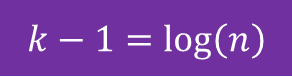 k − 1 = log(n)